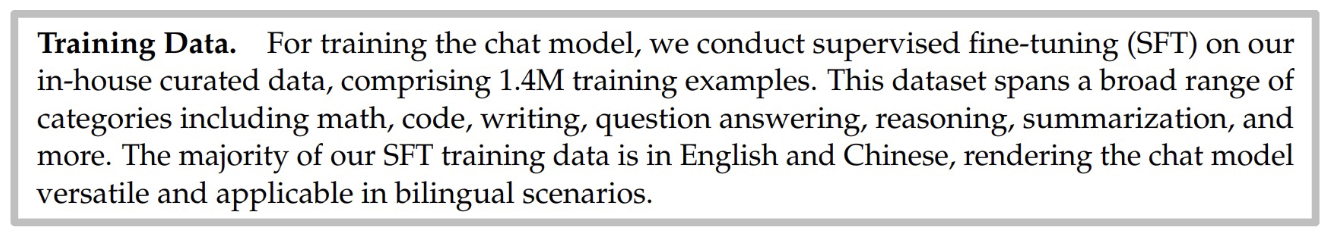 Training Data. For training the chat model, we conduct supervised fine-tuning (SFT) on our
in-house curated data, comprising 1.4M training examples. This dataset spans a broad range of
categories including math, code, writing, question answering, reasoning, summarization, and
more. The majority of our SFT training data is in English and Chinese, rendering the chat model
versatile and applicable in bilingual scenarios.